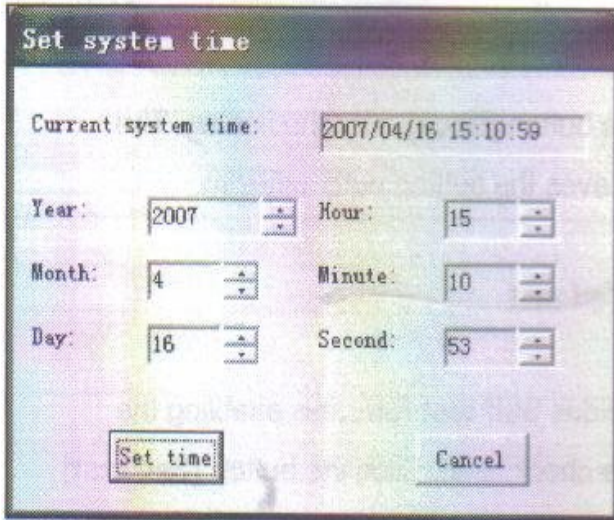 Set system time
Current system time: 2007/04/16 15:10:59
Year: 2007 Hour: 15
Month: 4 Minute: 10
Day: 16 Second: 53
Set time Cancel